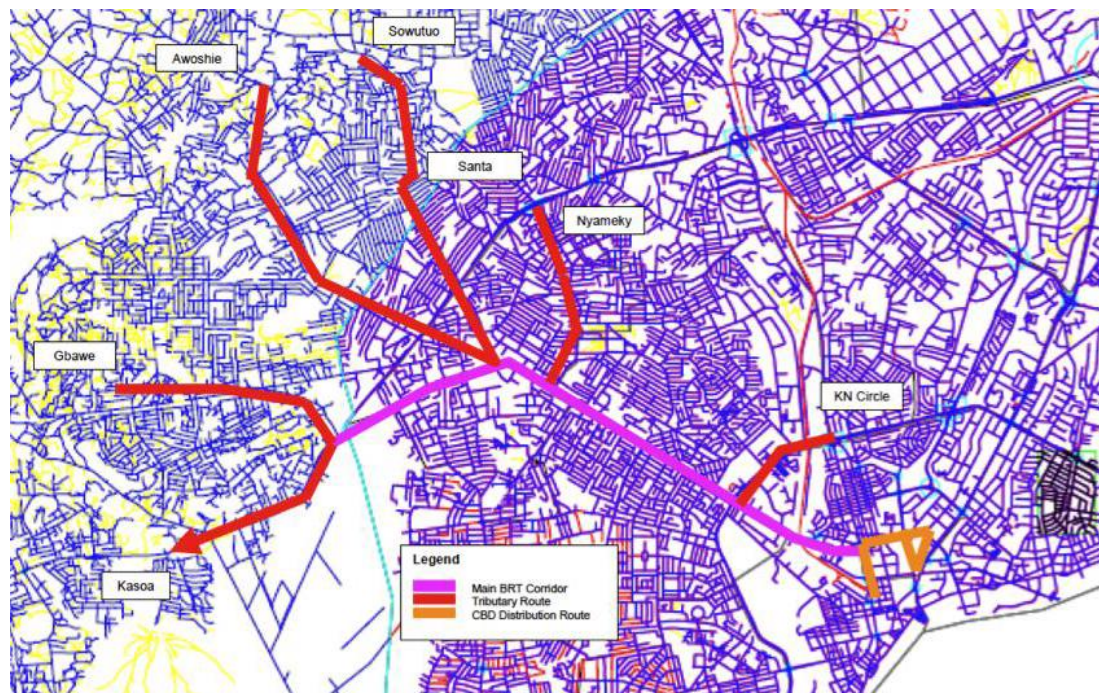 Sowutuo
Awoshie
Santa
Nyameky
Gbawe
KN Circle
Kasoa
Legend
Main BRT Corridor
Tributary Route
CBD Distribution Route